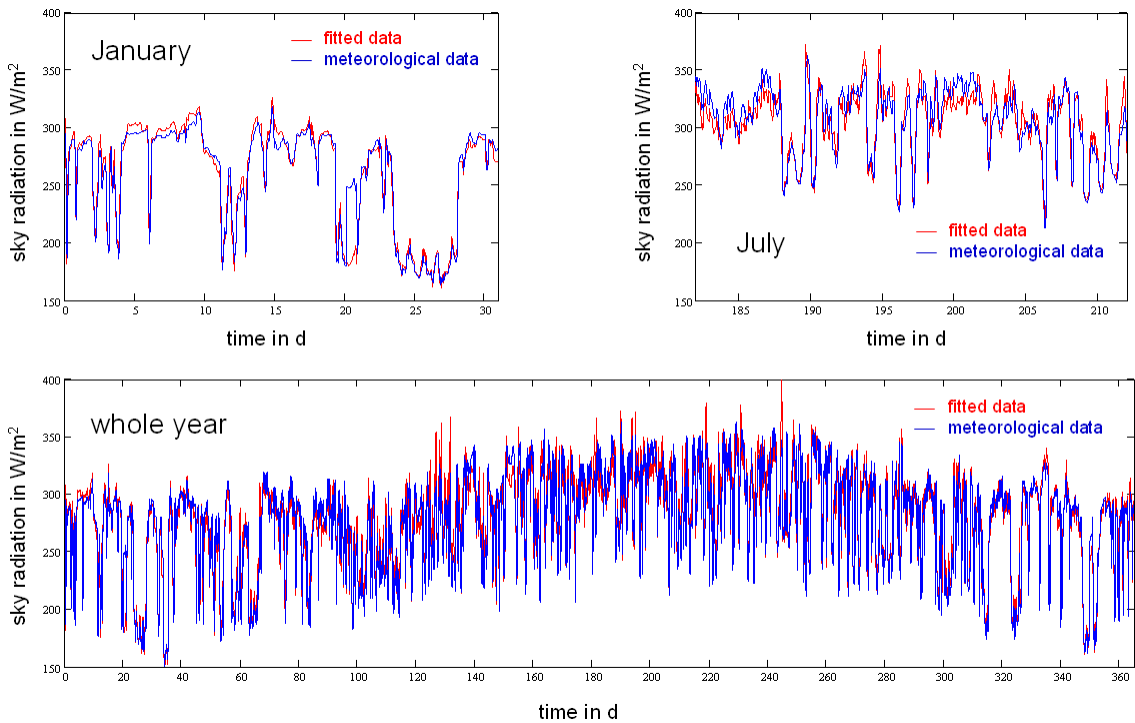 January
fitted data
meteorological data
sky radiation in W/m²
400
350
300
250
200
150
0 5 10 15 20 25 30
time in d
July
fitted data
meteorological data
sky radiation in W/m²
400
350
300
250
200
150
185 190 195 200 205 210
time in d
whole year
fitted data
meteorological data
sky radiation in W/m²
400
350
300
250
200
150
0 20 40 60 80 100 120 140 160 180 200 220 240 260 280 300 320 340 360
time in d